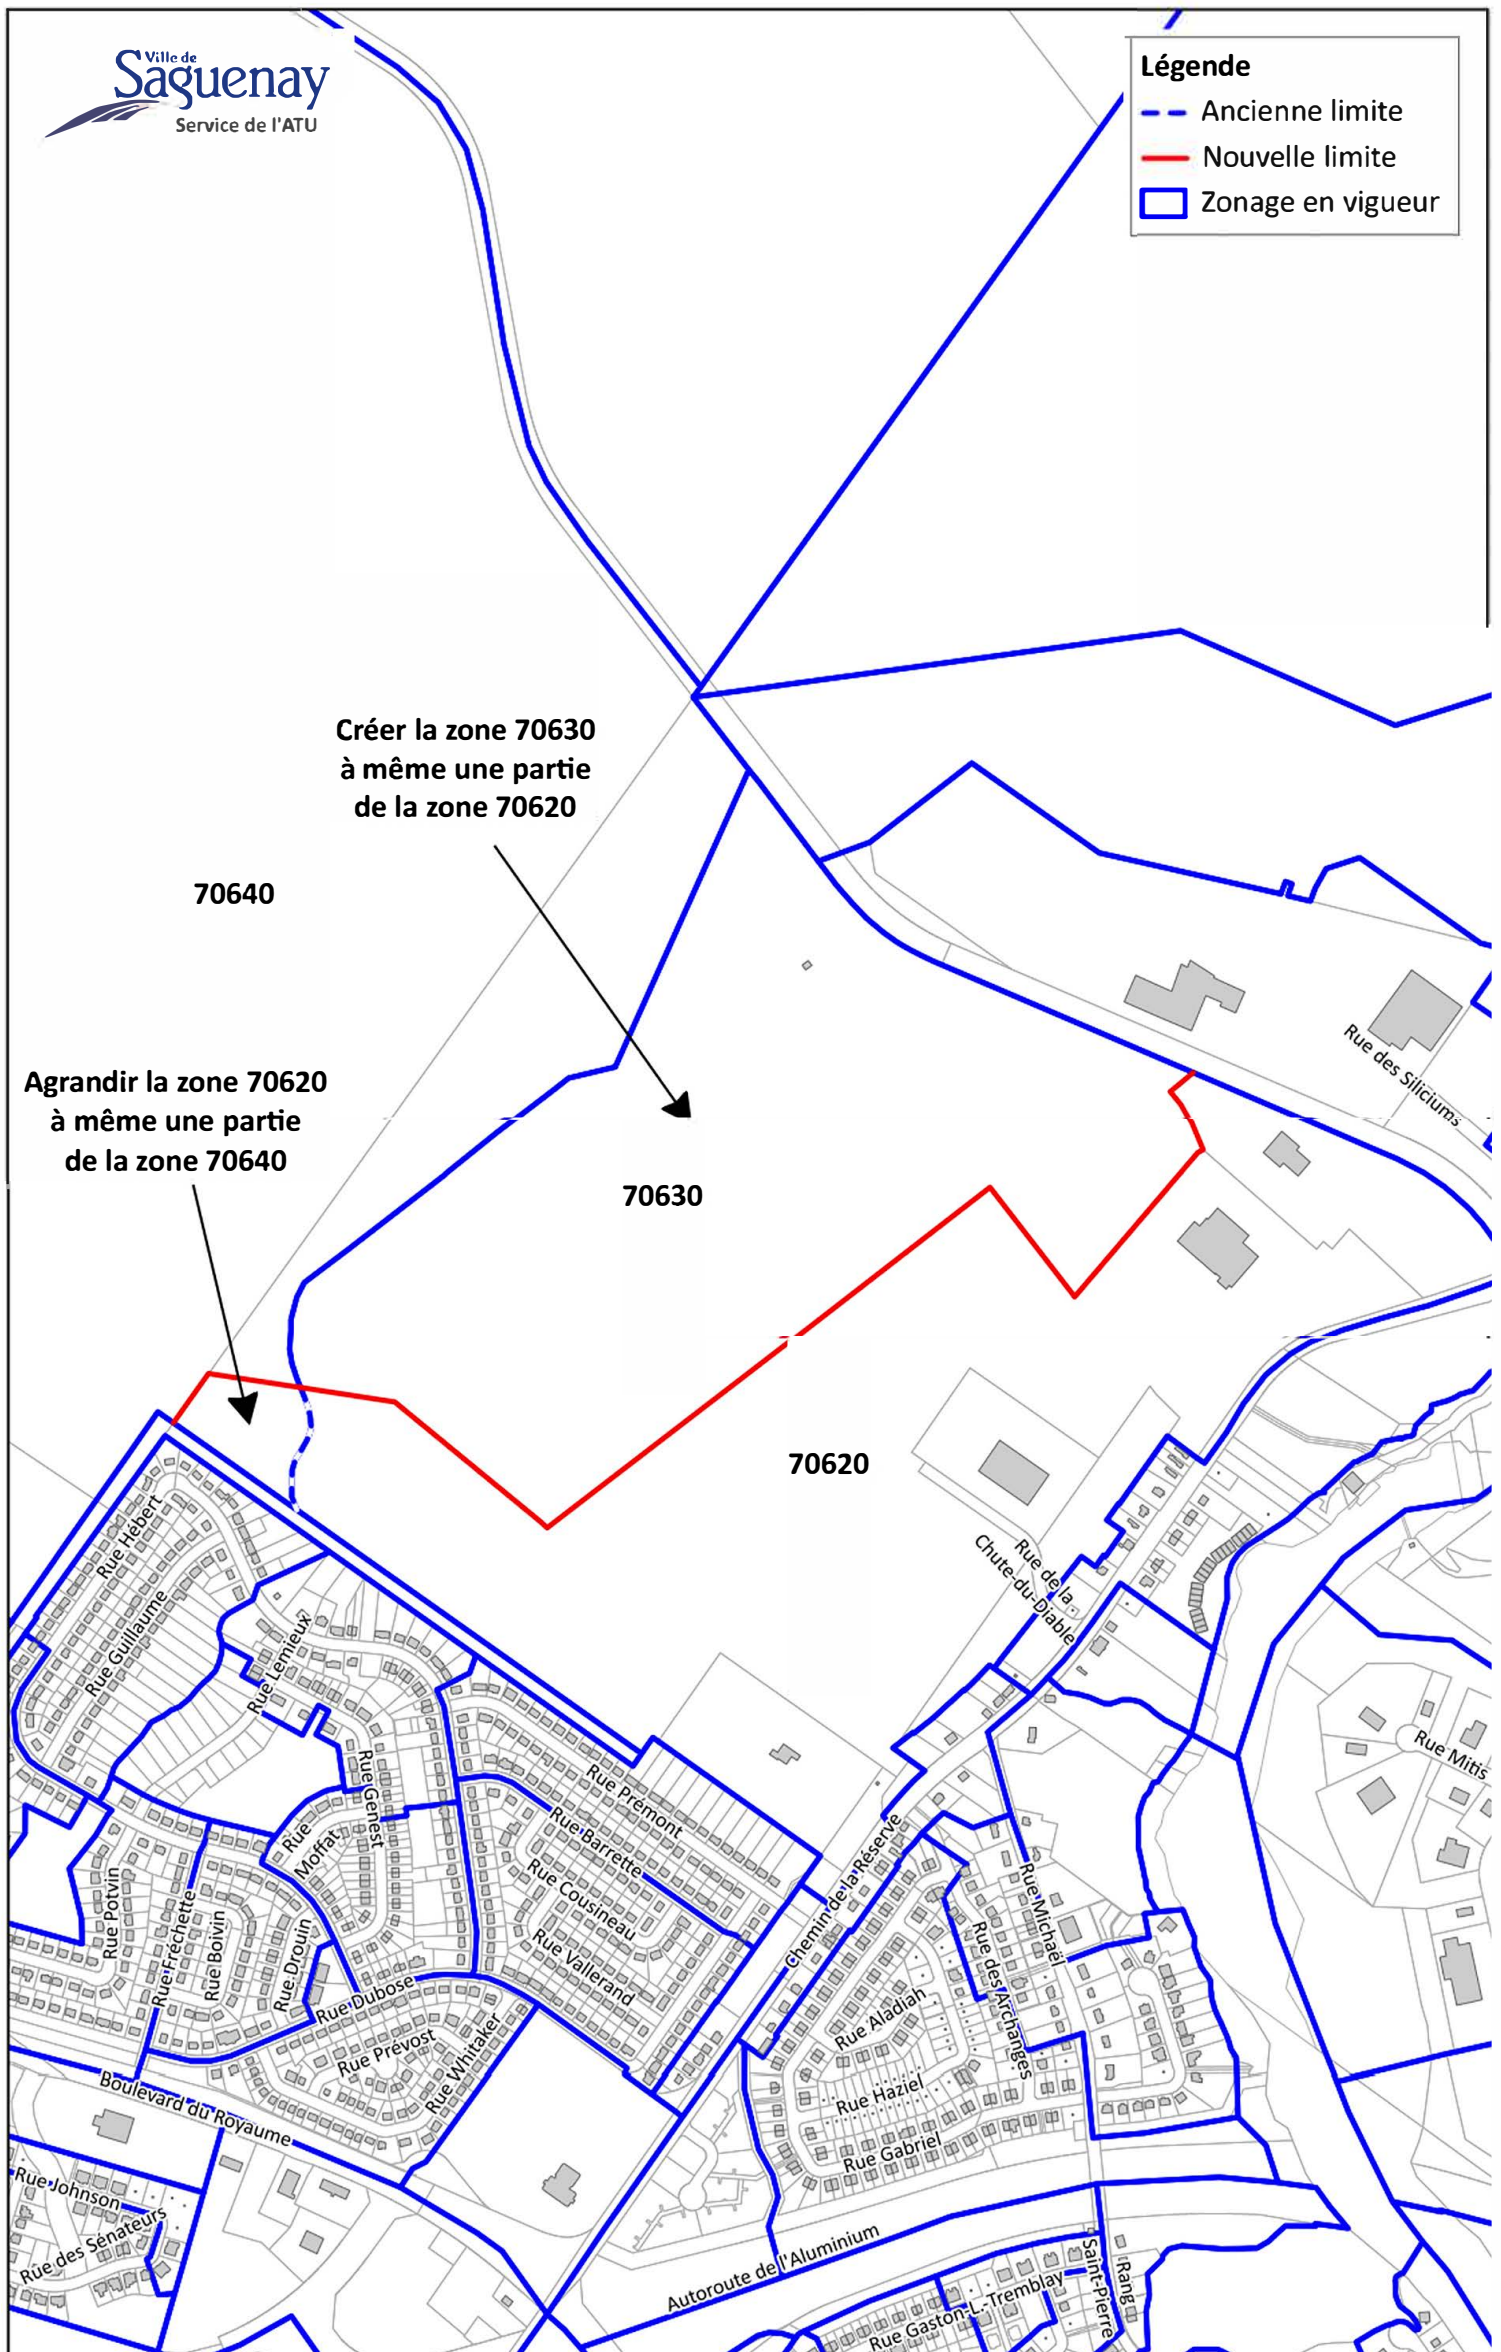 Ville de
Saguenay
Service de l'ATU
Légende
Ancienne limite
Nouvelle limite
Zonage en vigueur
Créer la zone 70630
à même une partie
de la zone 70620
70640
Agrandir la zone 70620
à même une partie
de la zone 70640
70630
70620
Rue des Siliciums
Rue de la
Chute-du-Diable
Rue Hébert
Rue Guillaume
Rue Lemieux
Rue Genest
Rue
Moffat
Rue Prémont
Rue Barrette
Rue Cousineau
Rue Vallerand
Rue Potvin
Rue Fréchette
Rue Boivin
Rue Drouin
Rue Dubose
Rue Prévost
Rue Whitaker
Chemin de la Réserve
Rue Michaël
Rue des Archanges
Rue Aladiah
Rue Haziel
Rue Gabriel
Rue Mitis
Boulevard du Royaume
Rue Johnson
Rue des Sénateurs
Autoroute de l'Aluminium
Rue Gaston-L.-Tremblay
Rang
Saint-Pierre